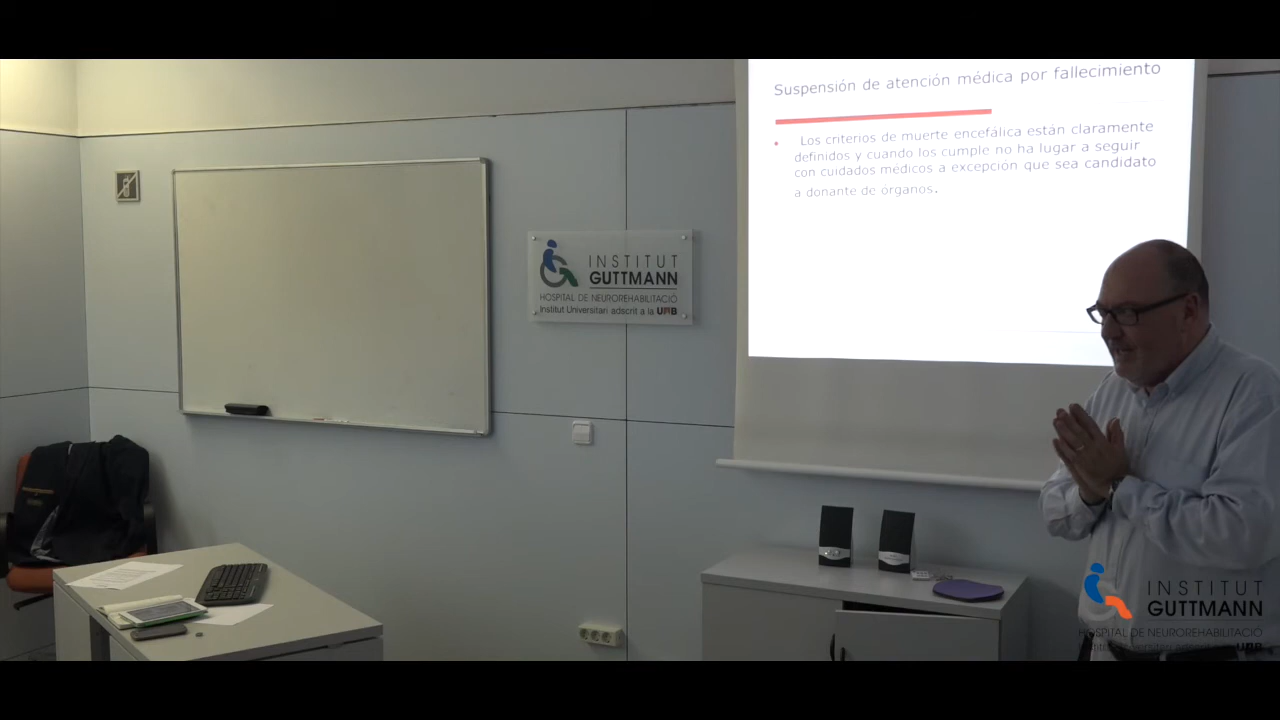 Suspensión de atención médica por fallecimiento
Los criterios de muerte encefálica están claramente
definidos y cuando los cumple no ha lugar a seguir
con cuidados médicos a excepción que sea candidato
a donante de órganos.
INSTITUT
GUTTMANN
HOSPITAL DE NEUROREHABILITACIÓ
Institut Universitari adscrit a la UAB
INSTITUT
GUTTMANN
HOSPITAL DE NEUROREHABILITACIÓ